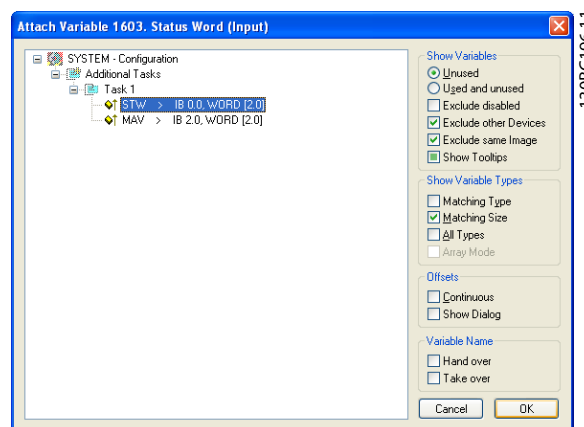 Attach Variable 1603. Status Word (Input)
SYSTEM - Configuration
Additional Tasks
Task 1
STW > IB 0.0, WORD [2.0]
MAV > IB 2.0, WORD [2.0]
Show Variables
Unused
Used and unused
Exclude disabled
Exclude other Devices
Exclude same Image
Show Tooltips
Show Variable Types
Matching Type
Matching Size
All Types
Array Mode
Offsets
Continuous
Show Dialog
Variable Name
Hand over
Take over
Cancel
OK